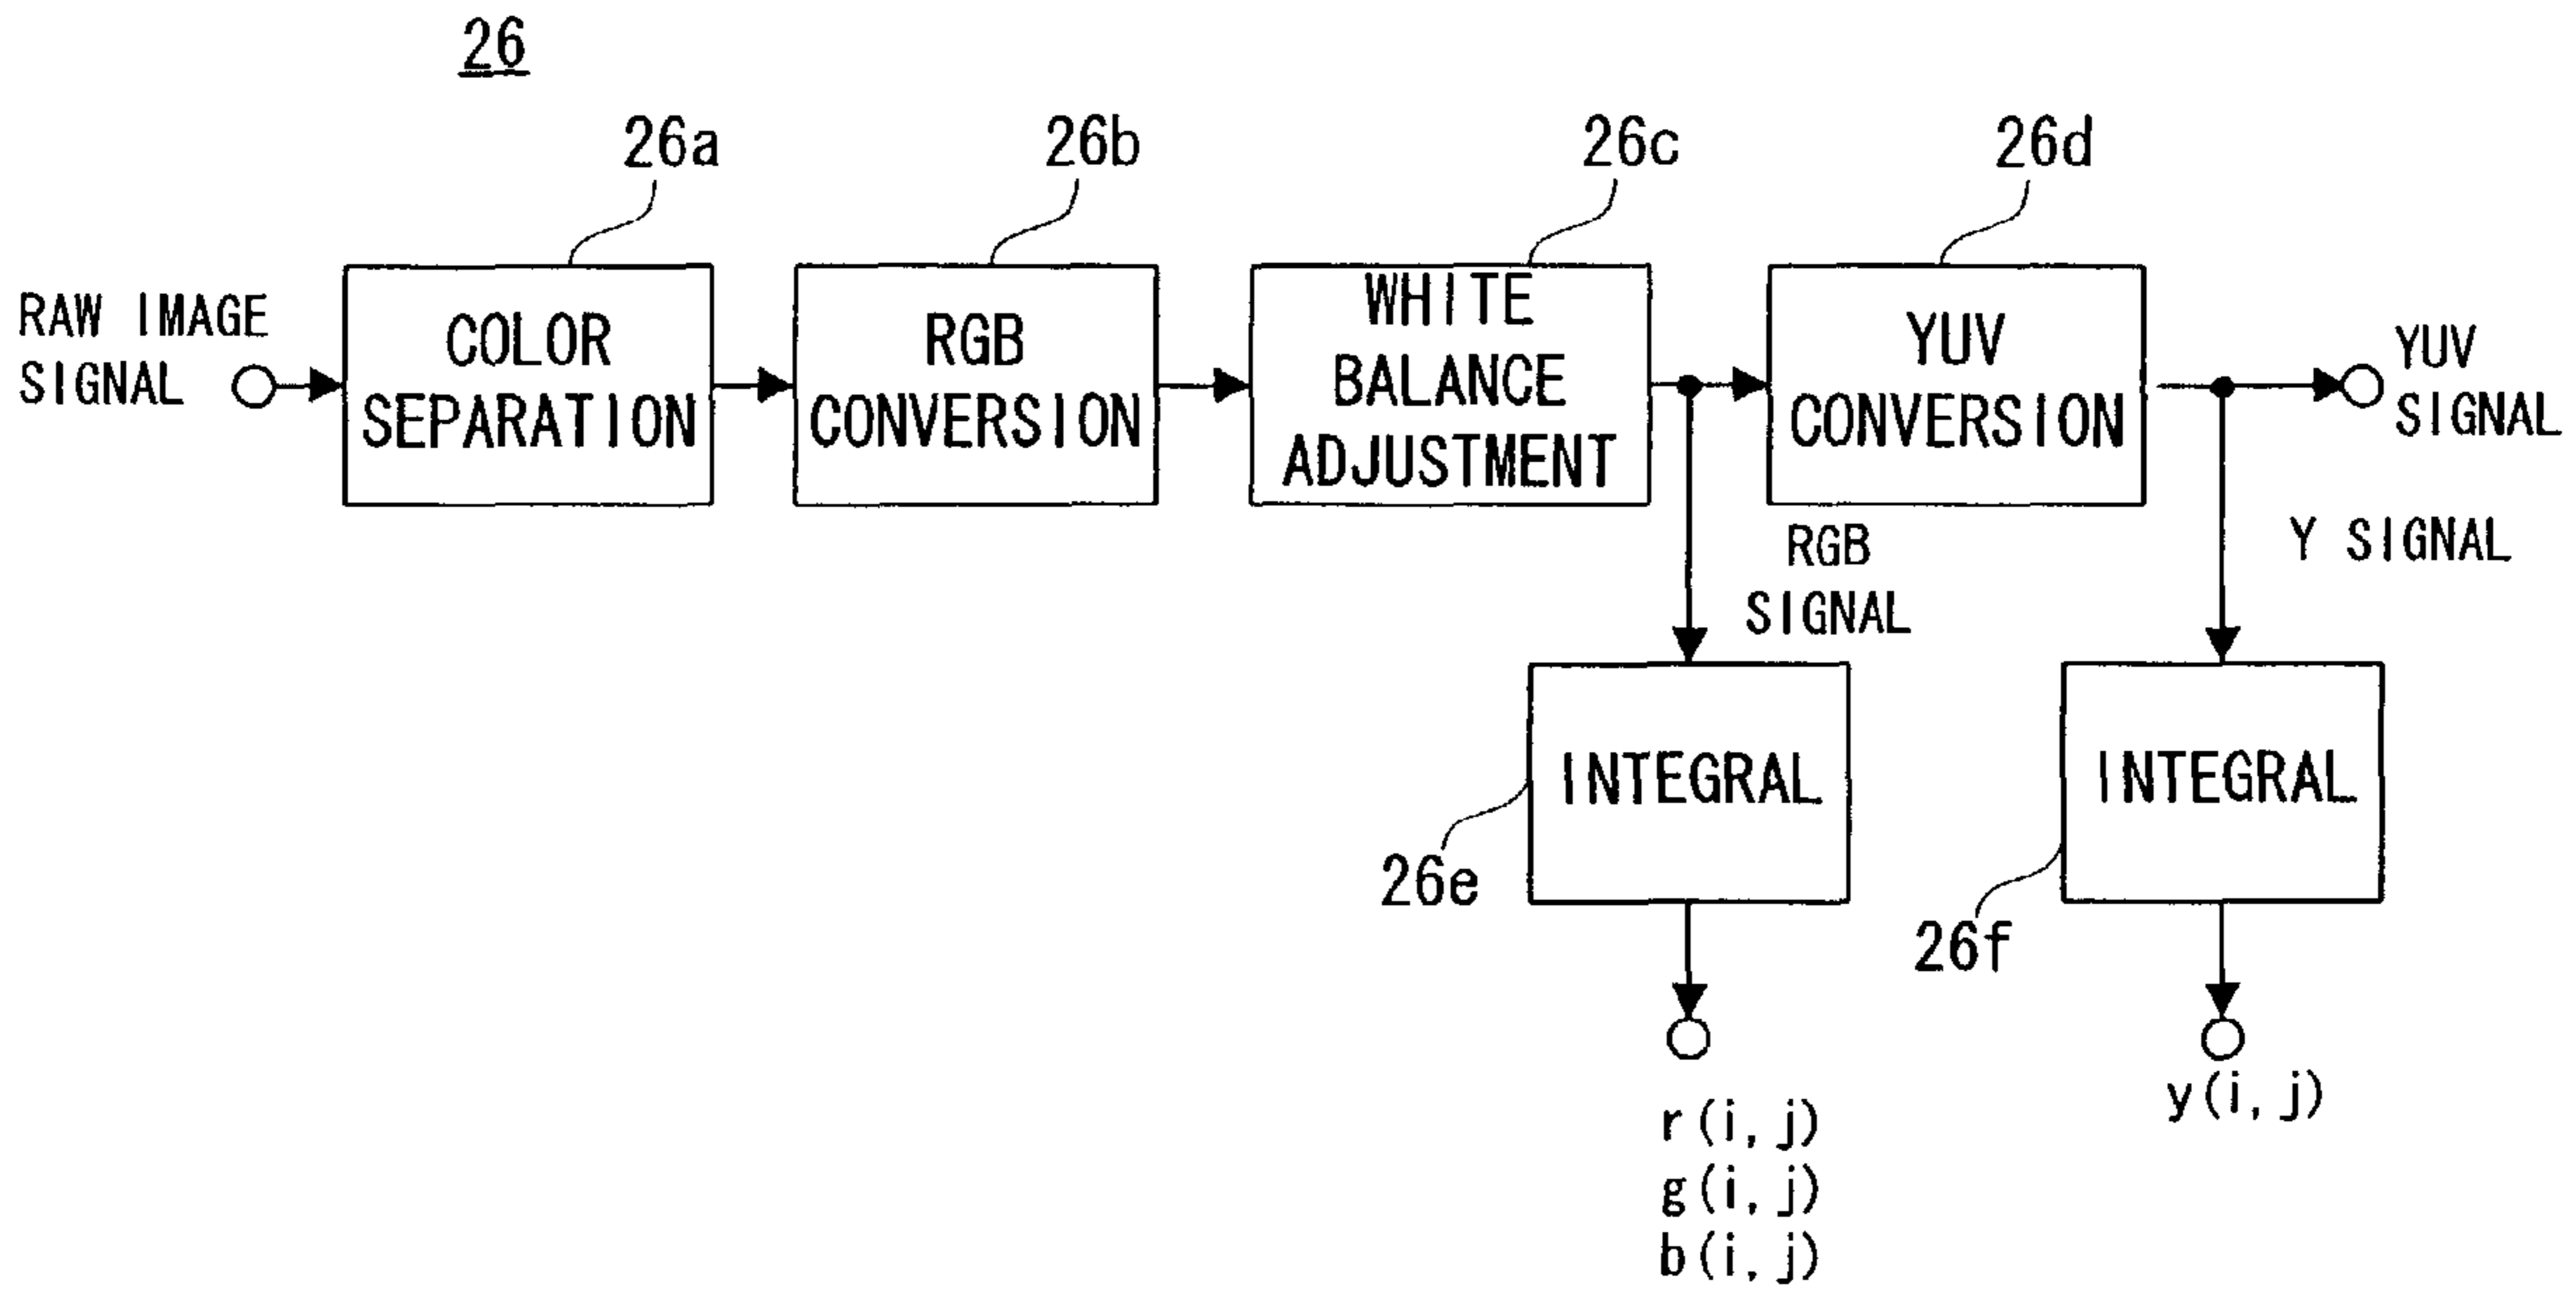 26
26a
26b
26c
26d
RAW IMAGE
SIGNAL
COLOR
SEPARATION
RGB
CONVERSION
WHITE
BALANCE
ADJUSTMENT
YUV
CONVERSION
YUV
SIGNAL
RGB
SIGNAL
Y SIGNAL
INTEGRAL
INTEGRAL
26e
26f
r(i, j)
g(i, j)
b(i, j)
y(i, j)